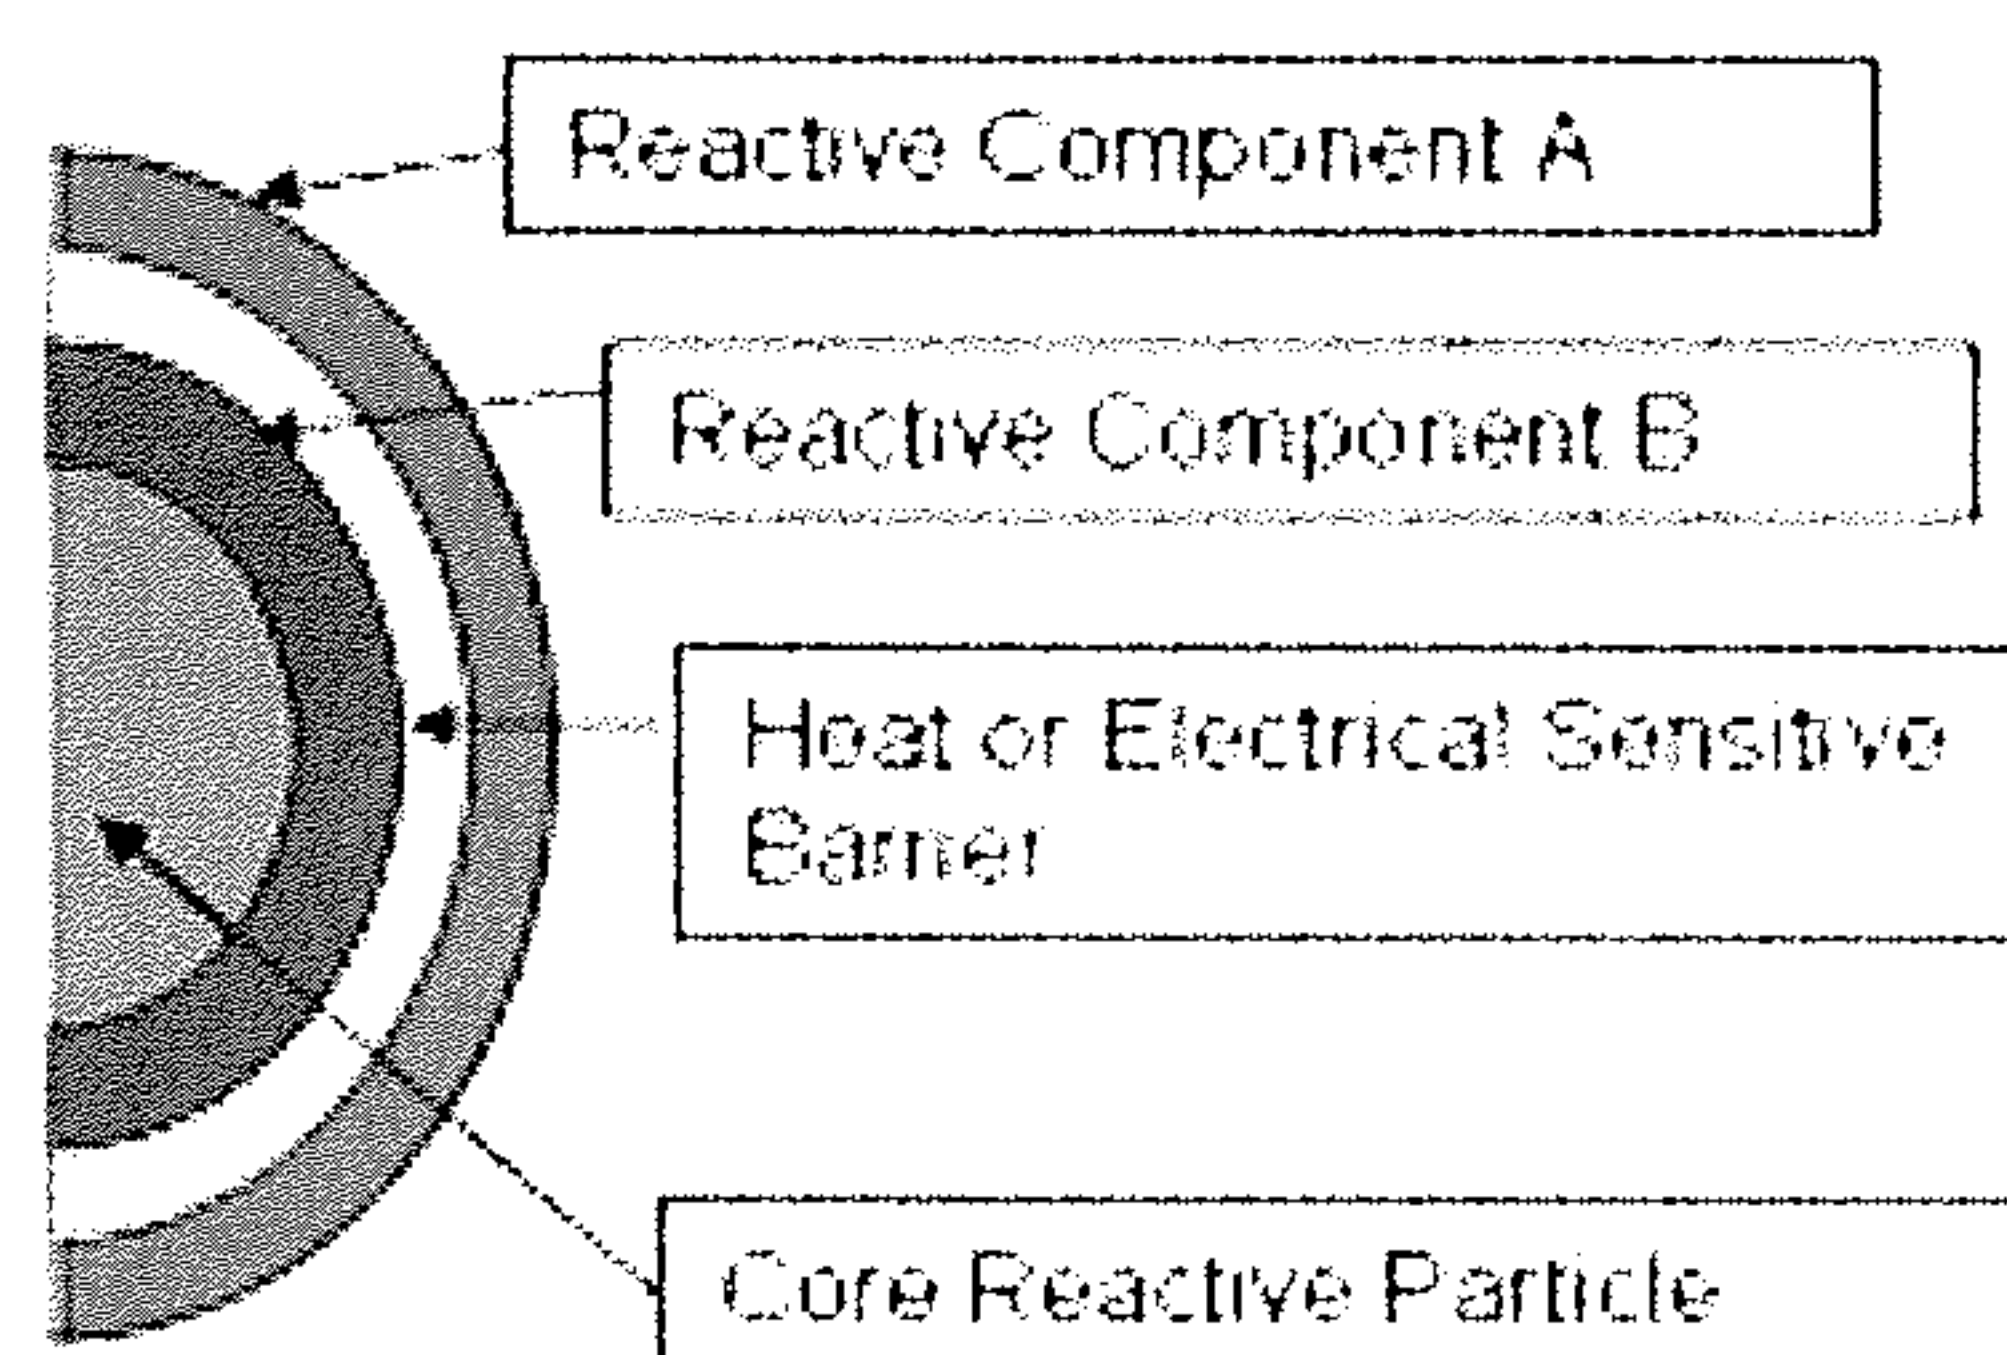 Reactive Component A
Reactive Component B
Heat or Electrical Sensitive
Barrier
Core Reactive Particle